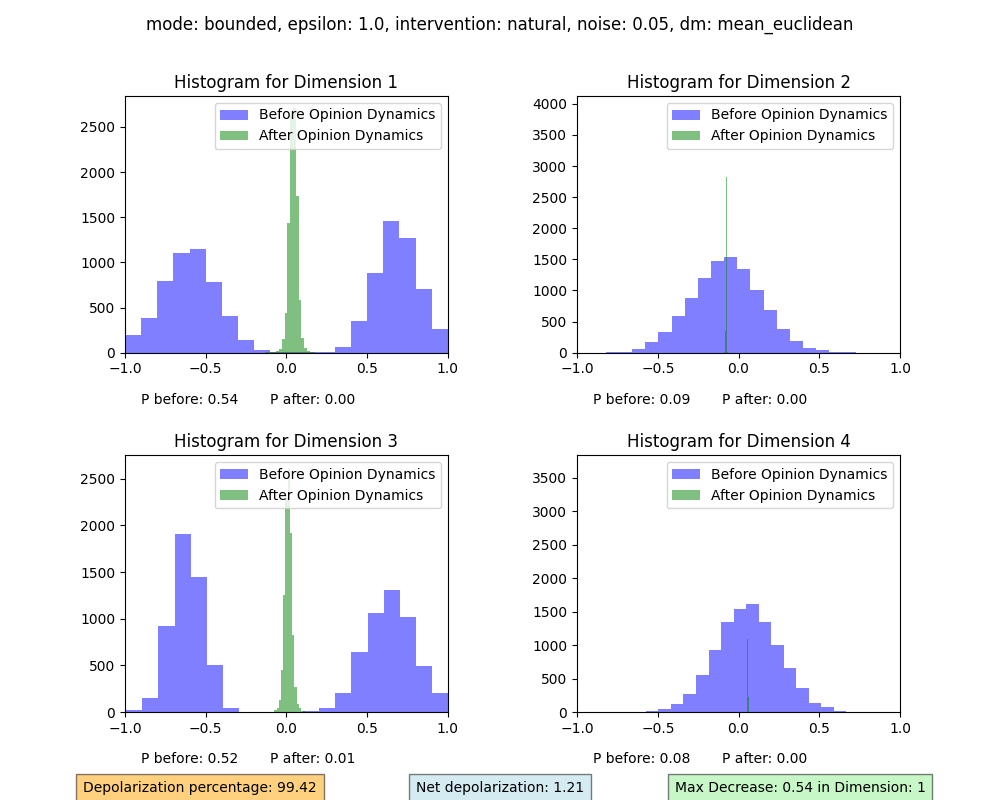 mode: bounded, epsilon: 1.0, intervention: natural, noise: 0.05, dm: mean_euclidean
Histogram for Dimension 1
Before Opinion Dynamics
After Opinion Dynamics
2500
2000
1500
1000
500
0
−1.0 −0.5 0.0 0.5 1.0
P before: 0.54 P after: 0.00
Histogram for Dimension 2
Before Opinion Dynamics
After Opinion Dynamics
4000
3500
3000
2500
2000
1500
1000
500
0
−1.0 −0.5 0.0 0.5 1.0
P before: 0.09 P after: 0.00
Histogram for Dimension 3
Before Opinion Dynamics
After Opinion Dynamics
2500
2000
1500
1000
500
0
−1.0 −0.5 0.0 0.5 1.0
P before: 0.52 P after: 0.01
Histogram for Dimension 4
Before Opinion Dynamics
After Opinion Dynamics
3500
3000
2500
2000
1500
1000
500
0
−1.0 −0.5 0.0 0.5 1.0
P before: 0.08 P after: 0.00
Depolarization percentage: 99.42
Net depolarization: 1.21
Max Decrease: 0.54 in Dimension: 1